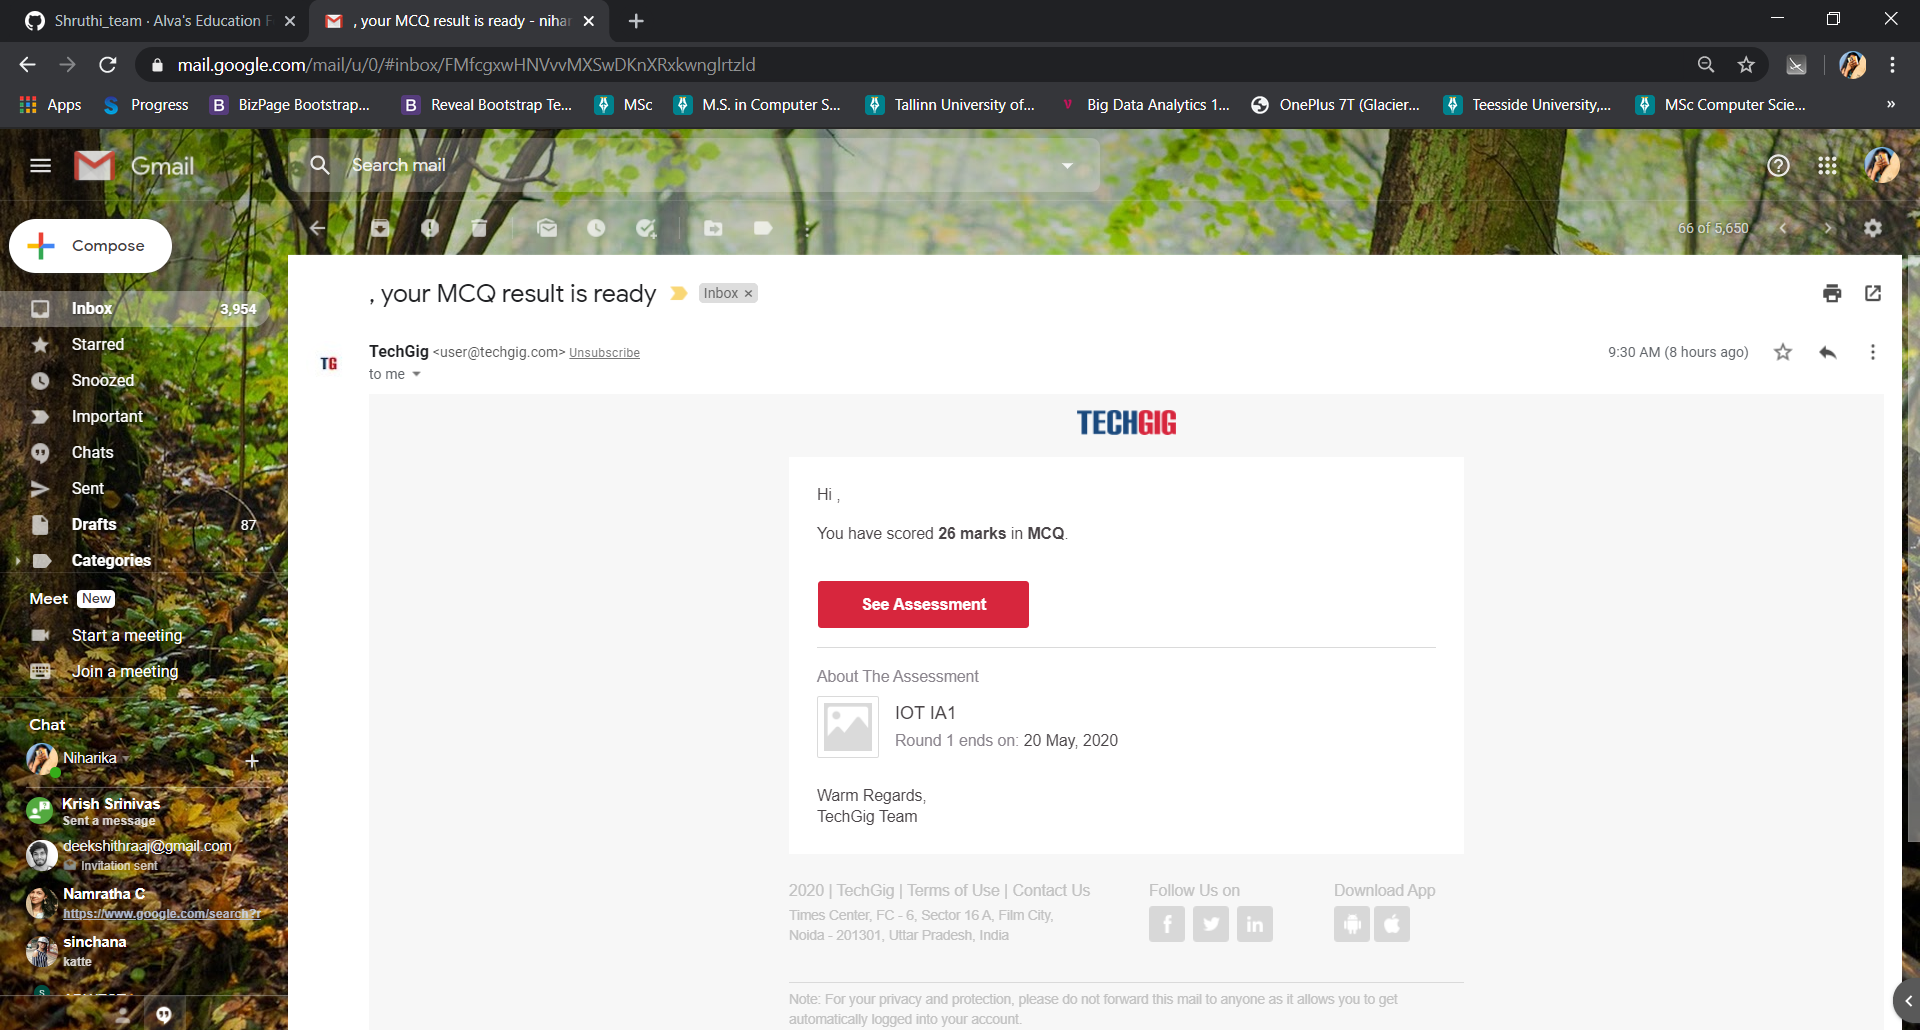 Shruthi_team · Alva's Education F
, your MCQ result is ready - nihar
mail.google.com/mail/u/0/#inbox/FMfcgxwHNVvvMXSwDKnXRxkwnglrtzld
Apps
Progress
BizPage Bootstrap...
Reveal Bootstrap Te...
MSc
M.S. in Computer S...
Tallinn University of...
Big Data Analytics 1...
OnePlus 7T (Glacier...
Teesside University,...
MSc Computer Scie...
»
Gmail
Search mail
Compose
66 of 5,650
Inbox 3,954
Starred
Snoozed
Important
Chats
Sent
Drafts 87
Categories
Meet New
Start a meeting
Join a meeting
Chat
Niharika
Krish Srinivas
Sent a message
deekshithraaj@gmail.com
Invitation sent
Namratha C
https://www.google.com/search?r
sinchana
katte
S
, your MCQ result is ready Inbox ×
TG
TechGig <user@techgig.com> Unsubscribe
9:30 AM (8 hours ago)
to me
TECHGIG
Hi ,
You have scored 26 marks in MCQ.
See Assessment
About The Assessment
IOT IA1
Round 1 ends on: 20 May, 2020
Warm Regards,
TechGig Team
2020 | TechGig | Terms of Use | Contact Us
Times Center, FC - 6, Sector 16 A, Film City,
Noida - 201301, Uttar Pradesh, India
Follow Us on
Download App
Note: For your privacy and protection, please do not forward this mail to anyone as it allows you to get
automatically logged into your account.